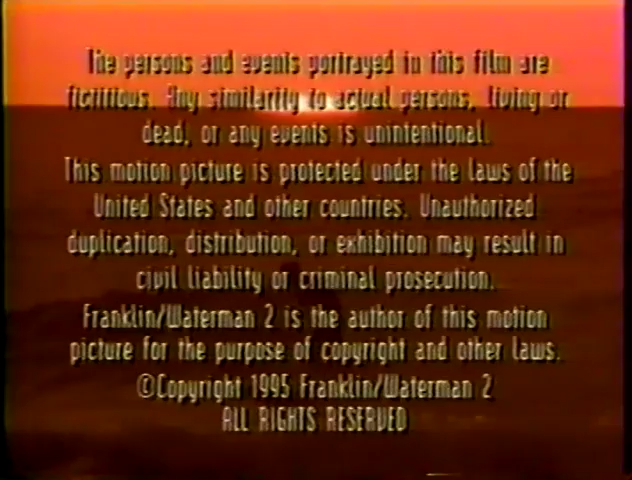 The persons and events portrayed in this film are
fictitious. Any similarity to actual persons, living or
dead, or any events is unintentional.
This motion picture is protected under the laws of the
United States and other countries. Unauthorized
duplication, distribution, or exhibition may result in
civil liability or criminal prosecution.
Franklin/Waterman 2 is the author of this motion
picture for the purpose of copyright and other laws.
©Copyright 1995 Franklin/Waterman 2
ALL RIGHTS RESERVED